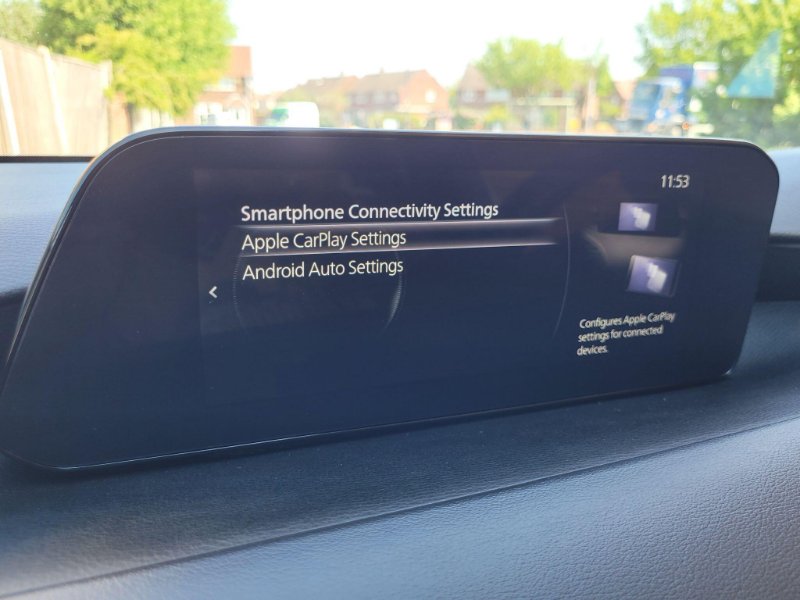 11:53
Smartphone Connectivity Settings
Apple CarPlay Settings
Android Auto Settings
Configures Apple CarPlay
settings for connected
devices.